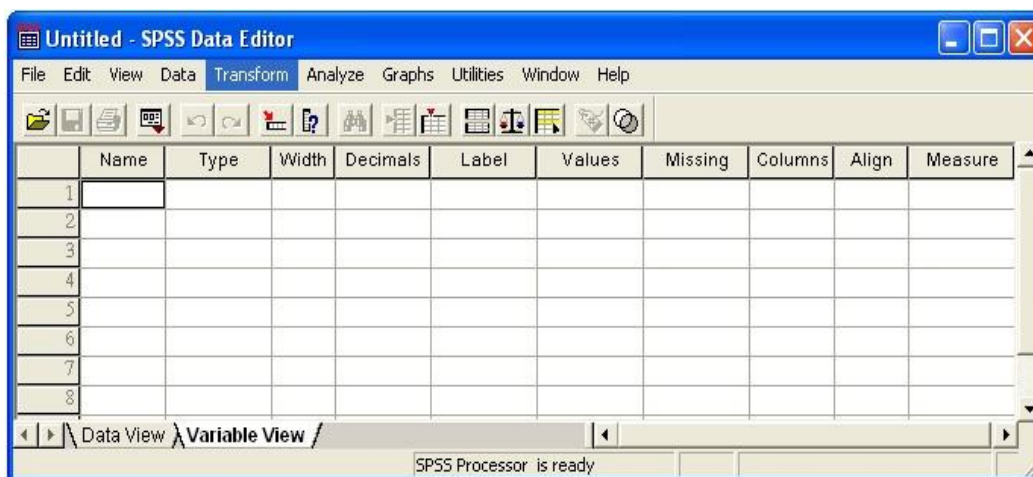 Untitled - SPSS Data Editor
File Edit View Data Transform Analyze Graphs Utilities Window Help
Name Type Width Decimals Label Values Missing Columns Align Measure
1
2
3
4
5
6
7
8
Data View Variable View
SPSS Processor is ready